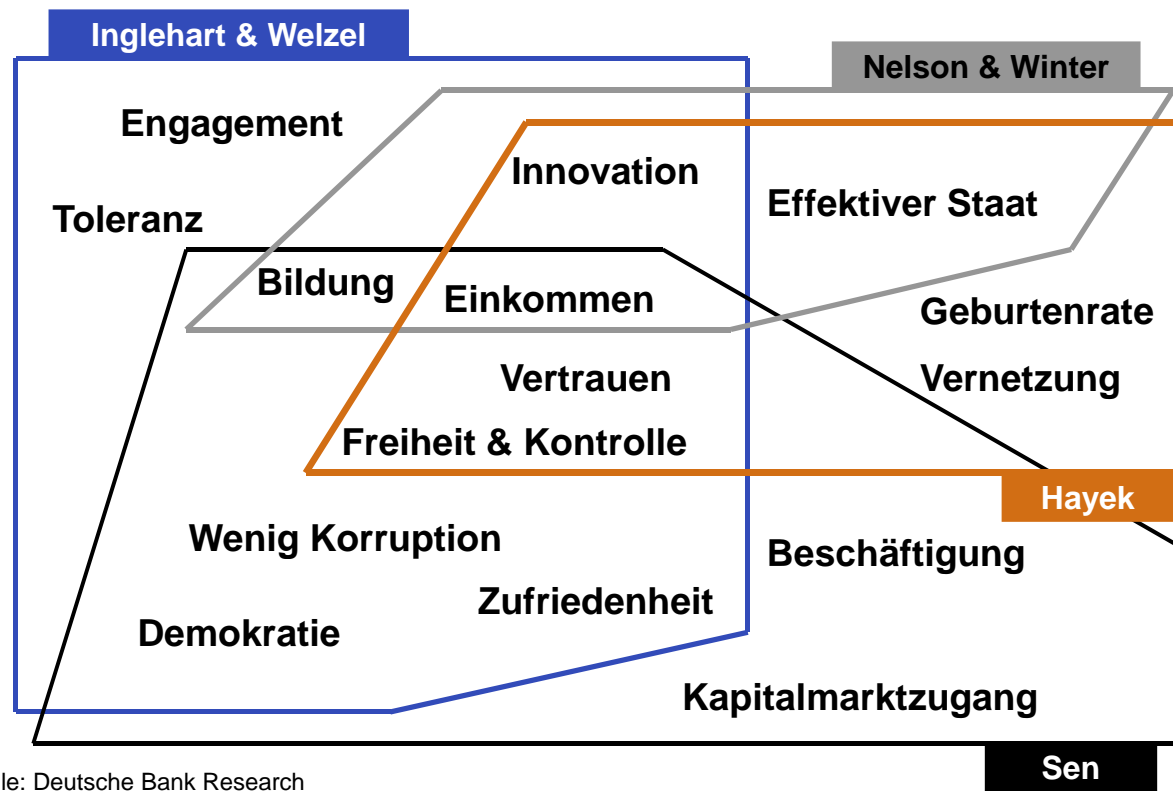 Inglehart & Welzel
Nelson & Winter
Engagement
Innovation
Effektiver Staat
Toleranz
Bildung
Einkommen
Geburtenrate
Vertrauen
Vernetzung
Freiheit & Kontrolle
Hayek
Wenig Korruption
Beschäftigung
Zufriedenheit
Demokratie
Kapitalmarktzugang
Sen
le: Deutsche Bank Research